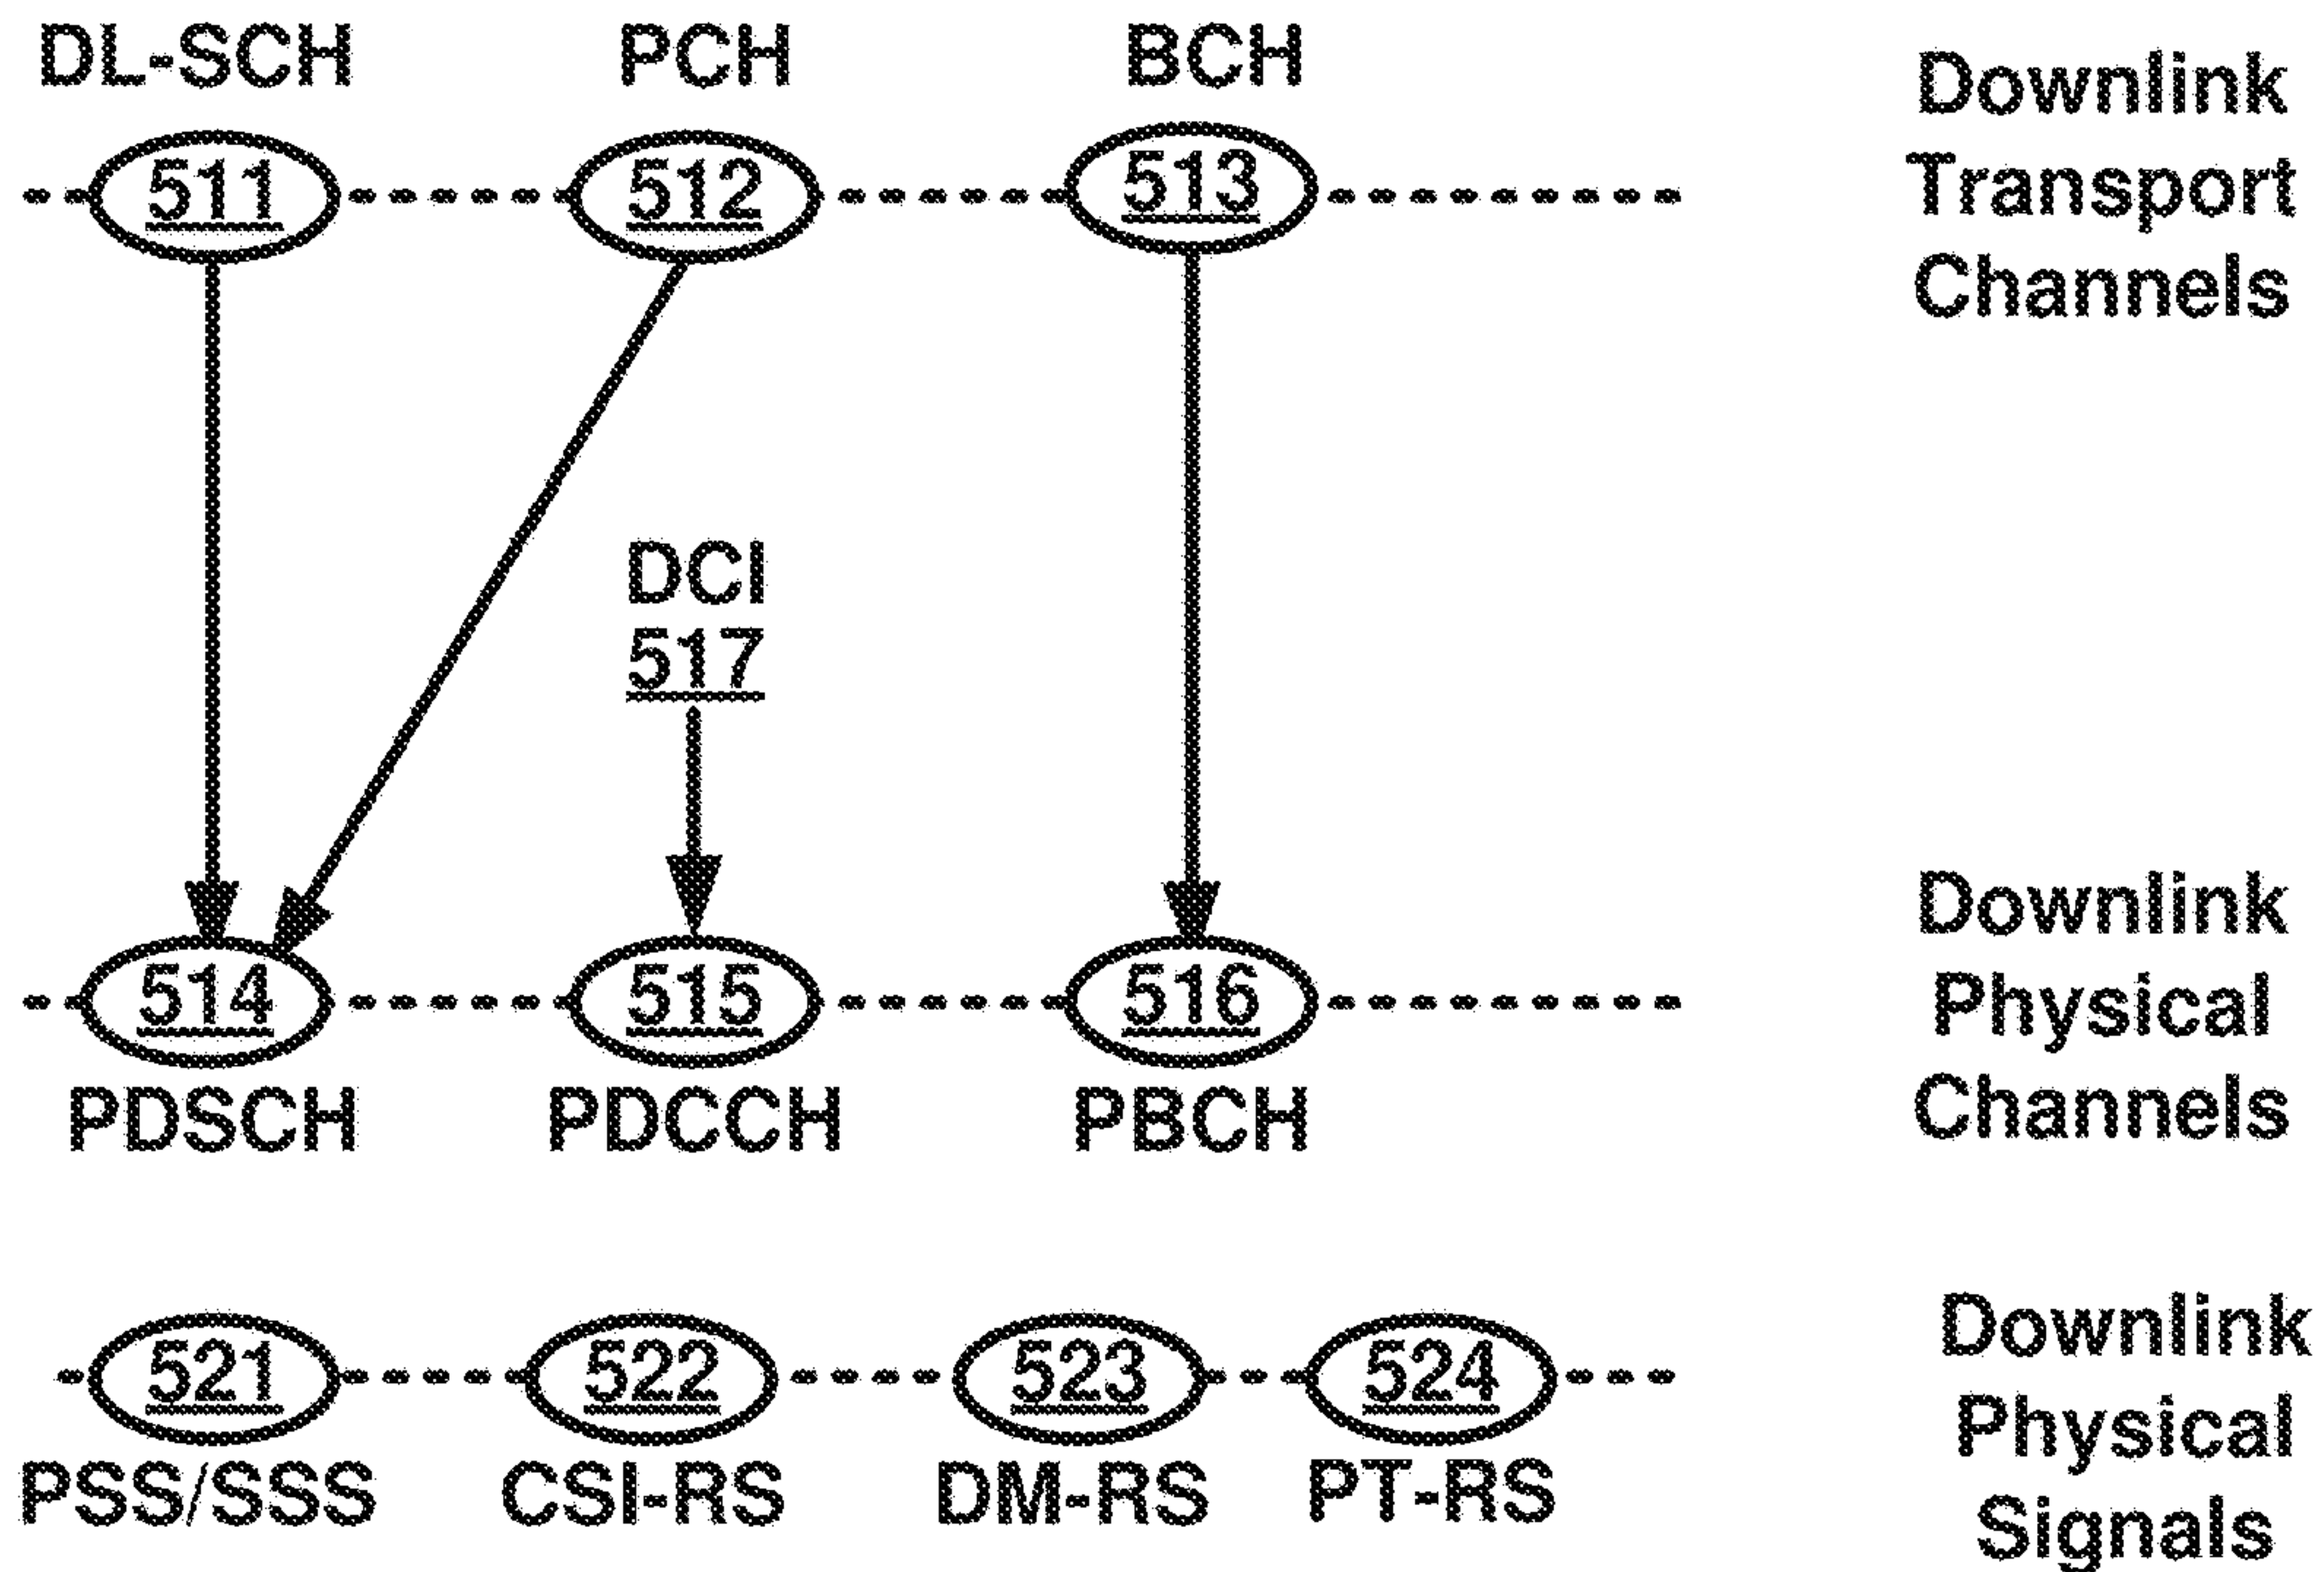 DL-SCH PCH BCH
511 512 513
Downlink
Transport
Channels
DCI
517
514 515 516
PDSCH PDCCH PBCH
Downlink
Physical
Channels
521 522 523 524
PSS/SSS CSI-RS DM-RS PT-RS
Downlink
Physical
Signals